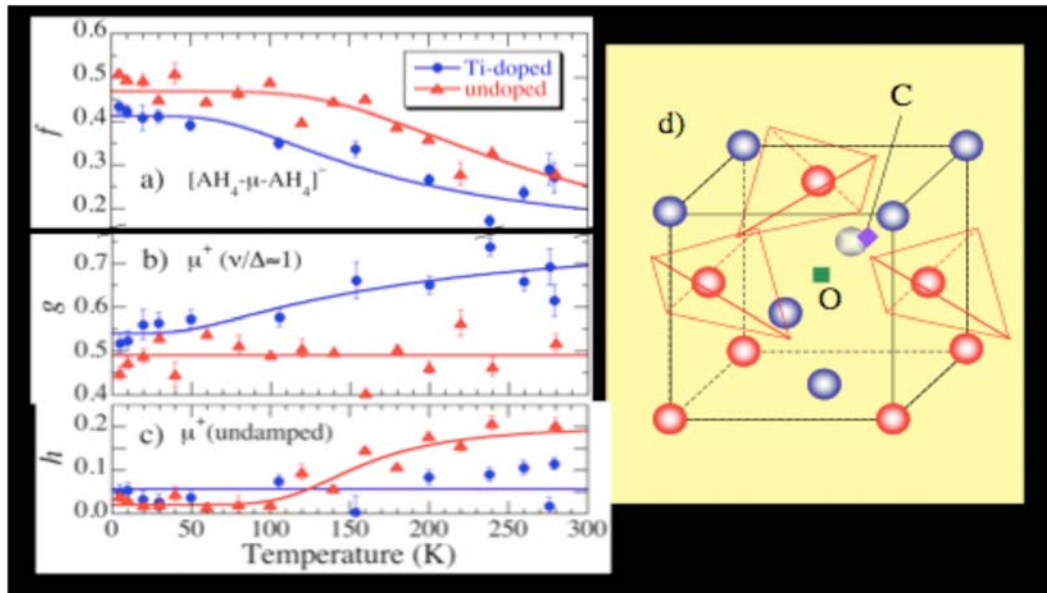 0.6
0.5
0.4
0.3
0.2
f
Ti-doped
undoped
a) [AH₄-μ-AH₄]⁻
0.7
0.6
0.5
0.4
g
b) μ⁺ (ν/Δ≈1)
0.2
0.1
0.0
h
c) μ⁺(undamped)
0 50 100 150 200 250 300
Temperature (K)
d)
C
O